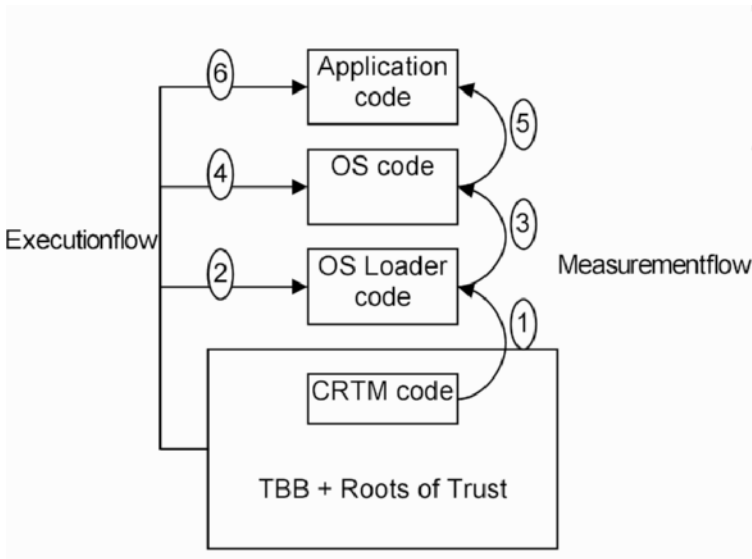 6
Application
code
5
4
OS code
Executionflow
3
2
OS Loader
code
Measurementflow
1
CRTM code
TBB + Roots of Trust